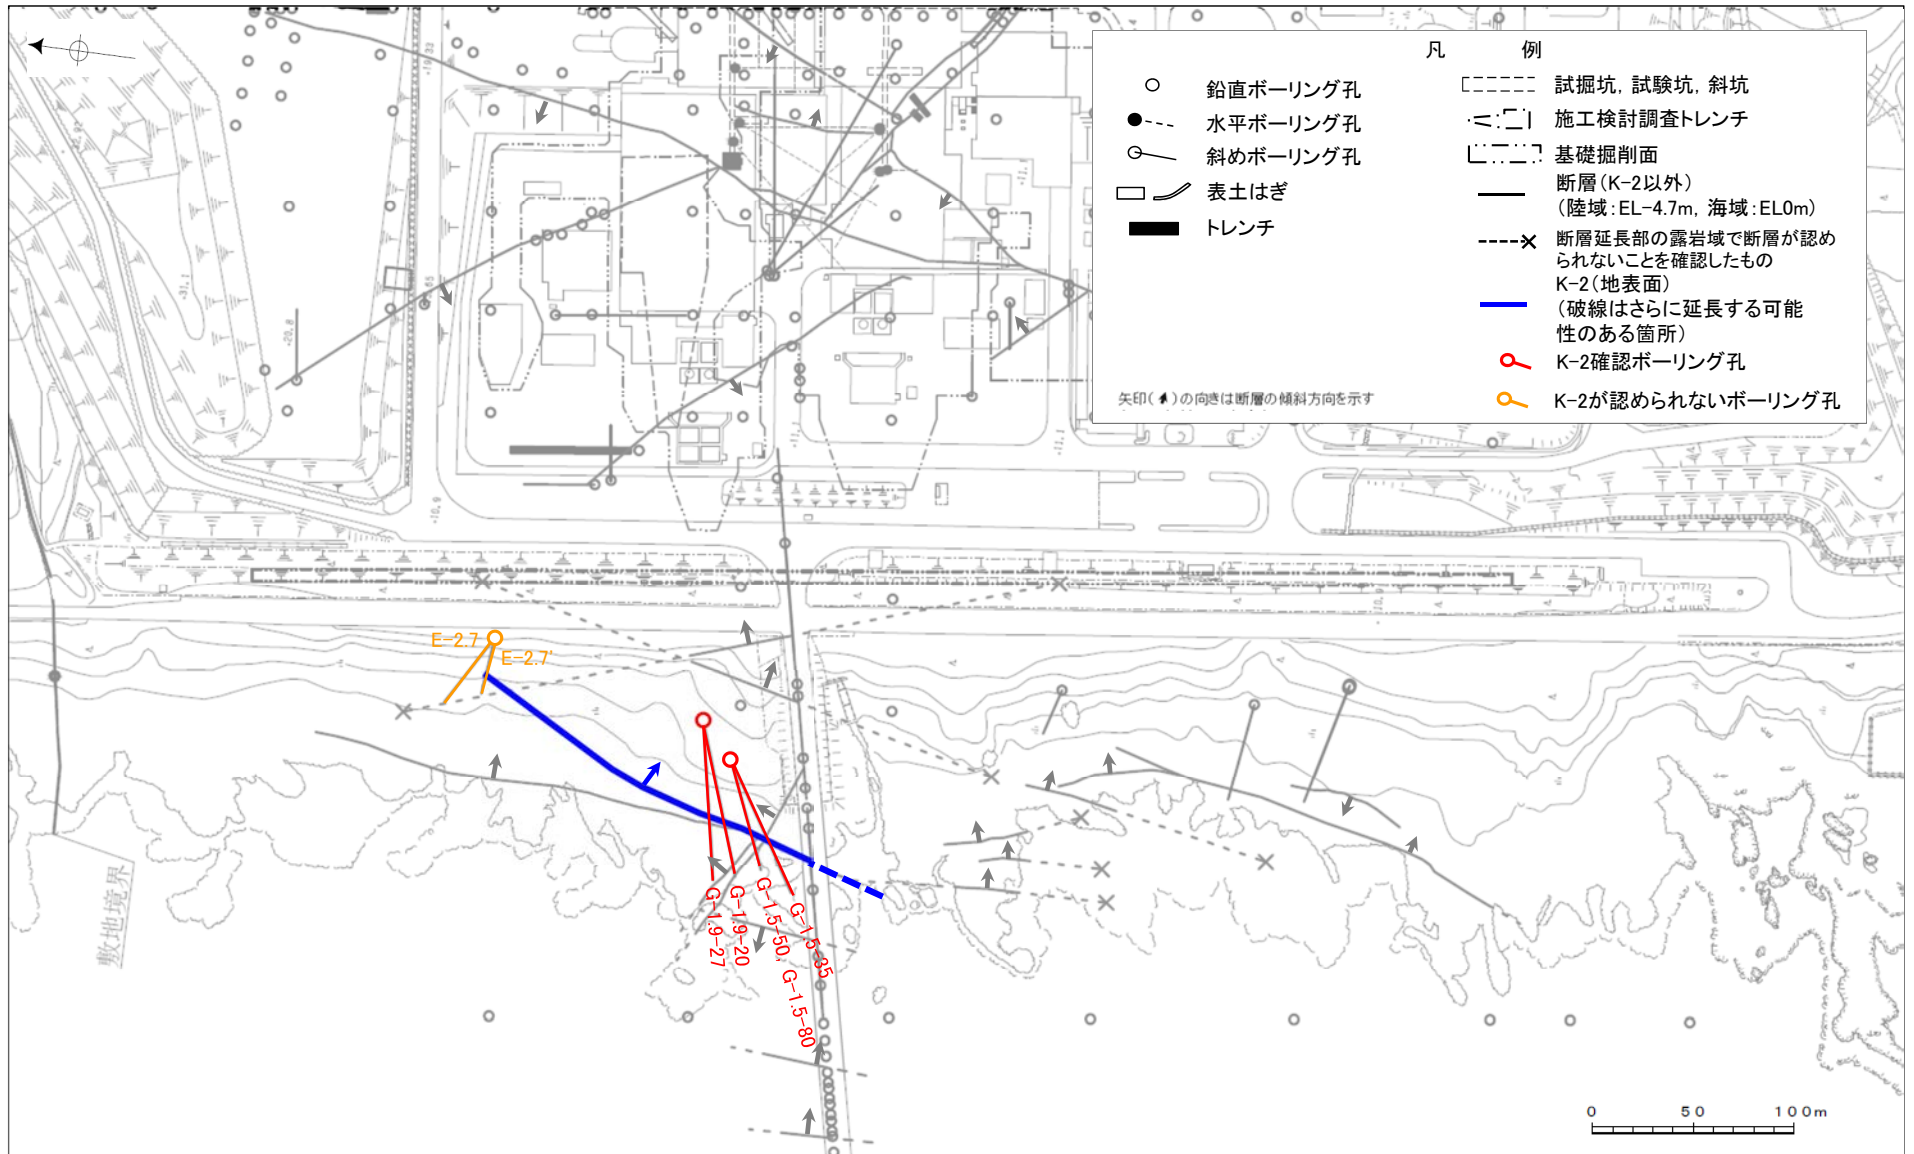 凡　例
鉛直ボーリング孔
水平ボーリング孔
斜めボーリング孔
表土はぎ
トレンチ
矢印( )の向きは断層の傾斜方向を示す
試掘坑, 試験坑, 斜坑
施工検討調査トレンチ
基礎掘削面
断層(K-2以外)
(陸域:EL-4.7m, 海域:EL0m)
断層延長部の露岩域で断層が認め
られないことを確認したもの
K-2(地表面)
(破線はさらに延長する可能
性のある箇所)
K-2確認ボーリング孔
K-2が認められないボーリング孔
E-2.7
E-2.7'
G-1.9-27
G-1.9-20
G-1.5-50, G-1.5-80
G-1.5-35
敷地境界
0 50 100m